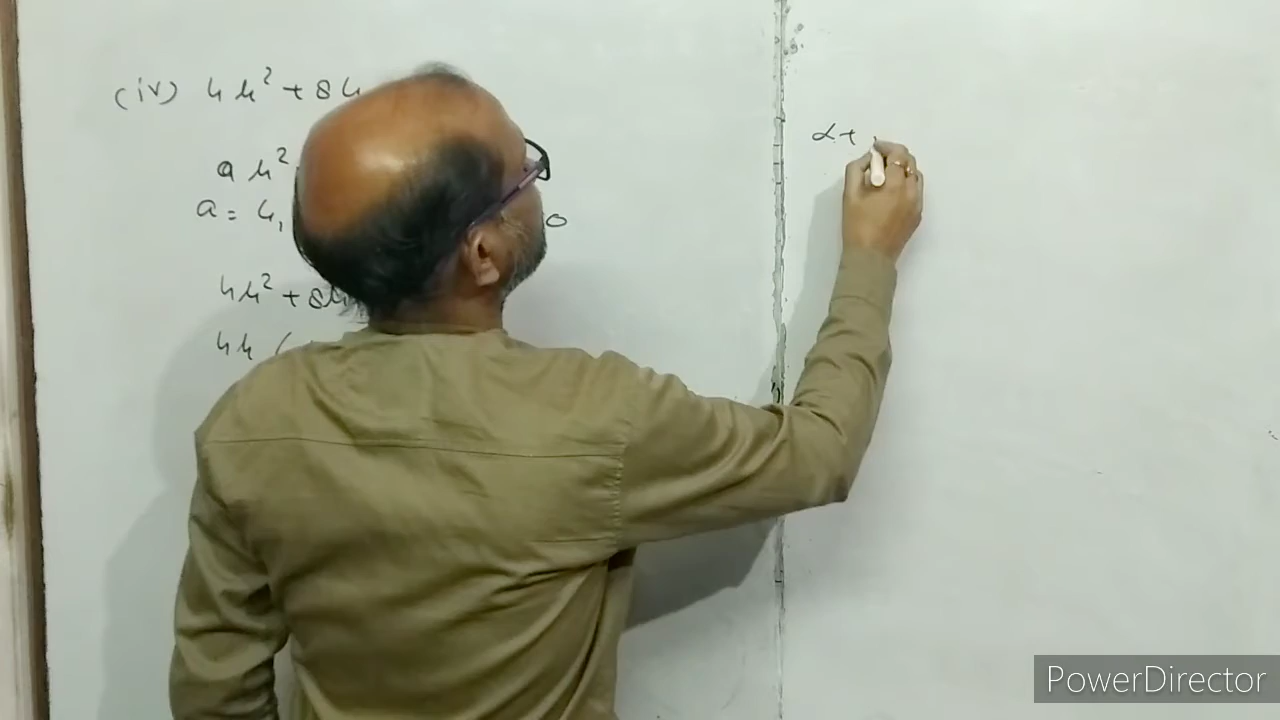 (iv) 4u² + 8u
a u²
a = 4,
0
4u² + 8u
4u (
α +
PowerDirector